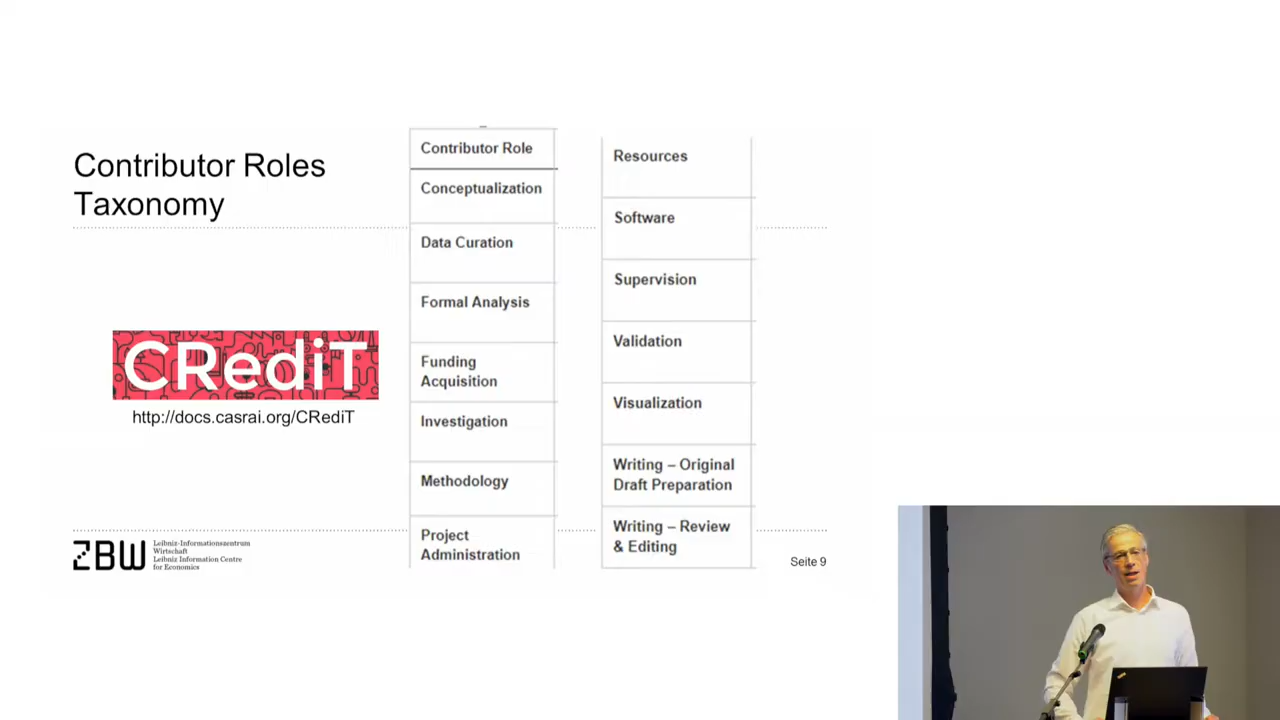 Contributor Roles
Taxonomy
CRediT
http://docs.casrai.org/CRediT
Contributor Role
Conceptualization
Data Curation
Formal Analysis
Funding
Acquisition
Investigation
Methodology
Project
Administration
Resources
Software
Supervision
Validation
Visualization
Writing – Original
Draft Preparation
Writing – Review
& Editing
ZBW
Leibniz-Informationszentrum
Wirtschaft
Leibniz Information Centre
for Economics
Seite 9